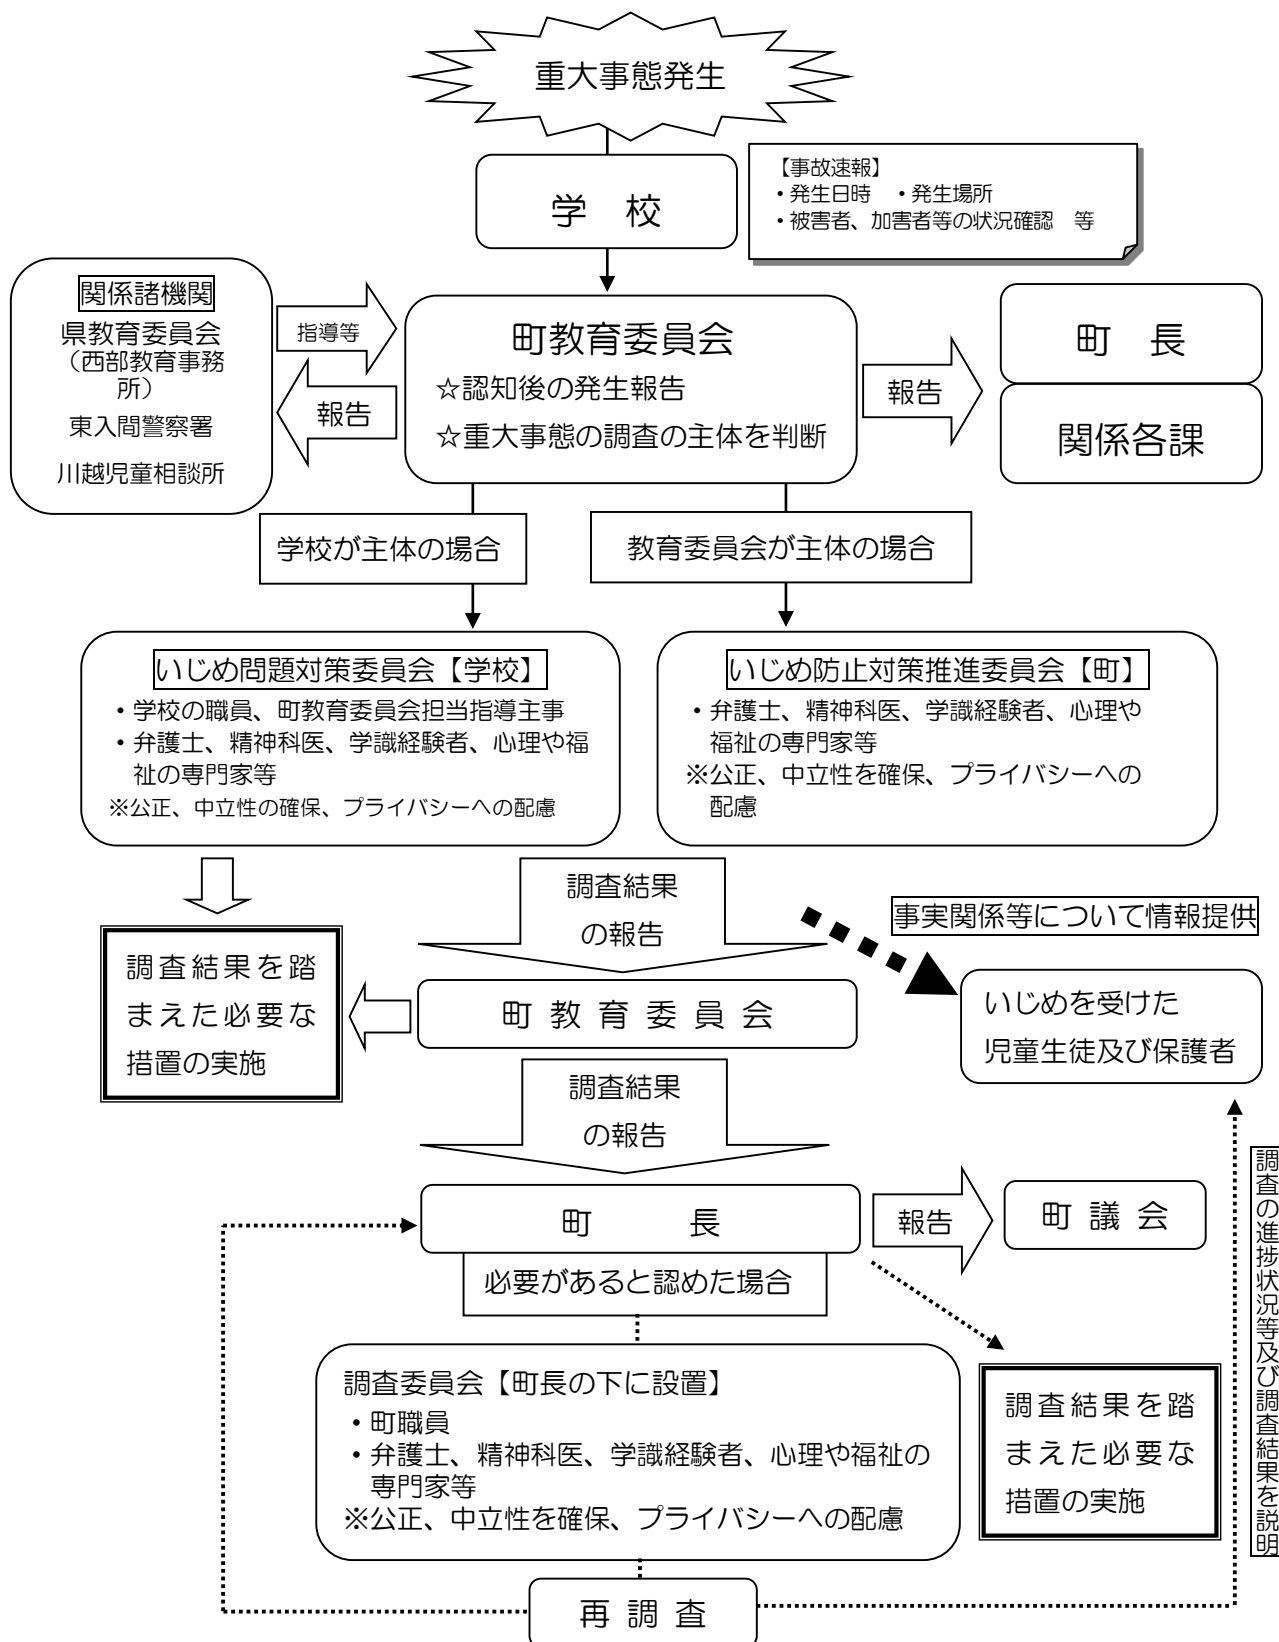 重大事態発生
学　校
【事故速報】
・発生日時　・発生場所
・被害者、加害者等の状況確認　等
関係諸機関
県教育委員会
（西部教育事務
所）
東入間警察署
川越児童相談所
指導等
報告
町教育委員会
☆認知後の発生報告
☆重大事態の調査の主体を判断
報告
町　長
関係各課
学校が主体の場合
教育委員会が主体の場合
いじめ問題対策委員会【学校】
・学校の職員、町教育委員会担当指導主事
・弁護士、精神科医、学識経験者、心理や福
祉の専門家等
※公正、中立性の確保、プライバシーへの配慮
いじめ防止対策推進委員会【町】
・弁護士、精神科医、学識経験者、心理や
福祉の専門家等
※公正、中立性を確保、プライバシーへの
配慮
調査結果
の報告
事実関係等について情報提供
調査結果を踏
まえた必要な
措置の実施
町教育委員会
いじめを受けた
児童生徒及び保護者
調査結果
の報告
町　長
報告
町議会
必要があると認めた場合
調査の進捗状況等及び調査結果を説明
調査委員会【町長の下に設置】
・町職員
・弁護士、精神科医、学識経験者、心理や福祉の
専門家等
※公正、中立性を確保、プライバシーへの配慮
調査結果を踏
まえた必要な
措置の実施
再調査